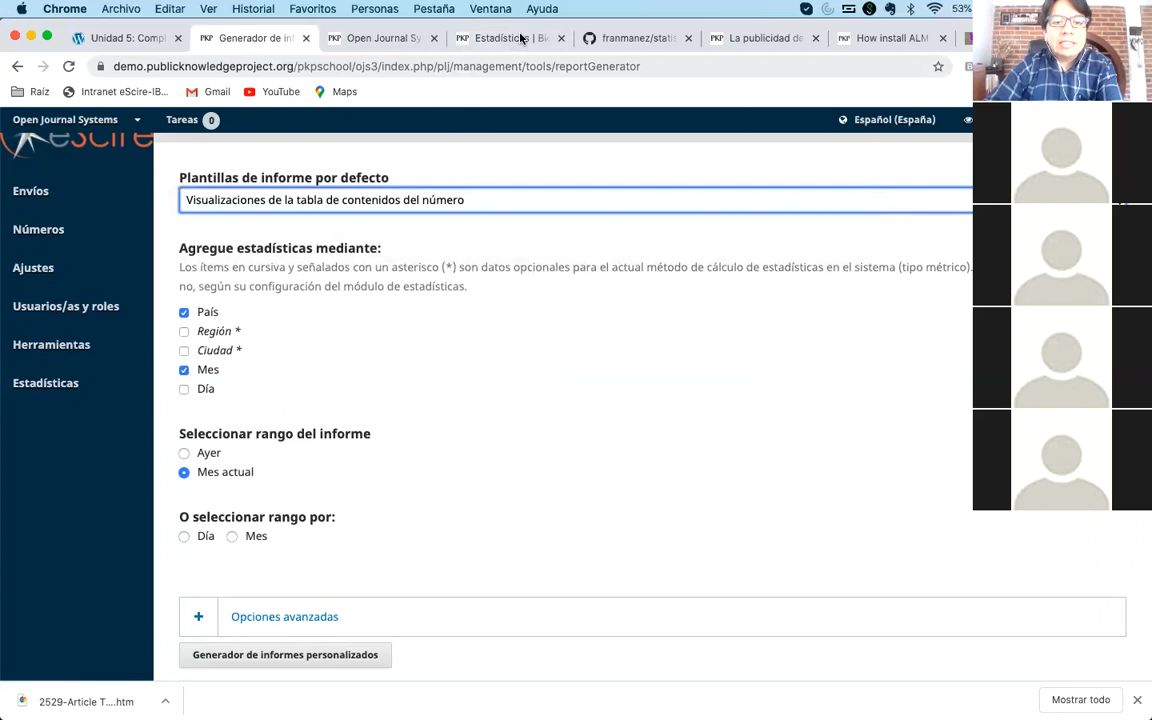 Chrome Archivo Editar Ver Historial Favoritos Personas Pestaña Ventana Ayuda 53%
Unidad 5: Compl Generador de inf Open Journal Sy Estadísticas | franmanez/stati La publicidad de How install ALM
demo.publicknowledgeproject.org/pkpschool/ojs3/index.php/plj/management/tools/reportGenerator
Raíz Intranet eScire-IB... Gmail YouTube Maps
Open Journal Systems Tareas 0 Español (España)
eScire
Envíos
Números
Ajustes
Usuarios/as y roles
Herramientas
Estadísticas
Plantillas de informe por defecto
Visualizaciones de la tabla de contenidos del número
Agregue estadísticas mediante:
Los ítems en cursiva y señalados con un asterisco (*) son datos opcionales para el actual método de cálculo de estadísticas en el sistema (tipo métrico).
no, según su configuración del módulo de estadísticas.
País
Región *
Ciudad *
Mes
Día
Seleccionar rango del informe
Ayer
Mes actual
O seleccionar rango por:
Día Mes
+ Opciones avanzadas
Generador de informes personalizados
2529-Article T....htm Mostrar todo